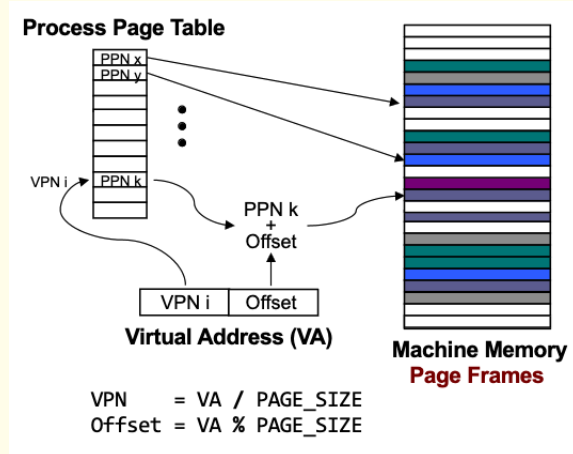 Process Page Table
PPN x
PPN y
VPN i
PPN k
PPN k
+
Offset
VPN i Offset
Virtual Address (VA)
Machine Memory
Page Frames
VPN = VA / PAGE_SIZE
Offset = VA % PAGE_SIZE